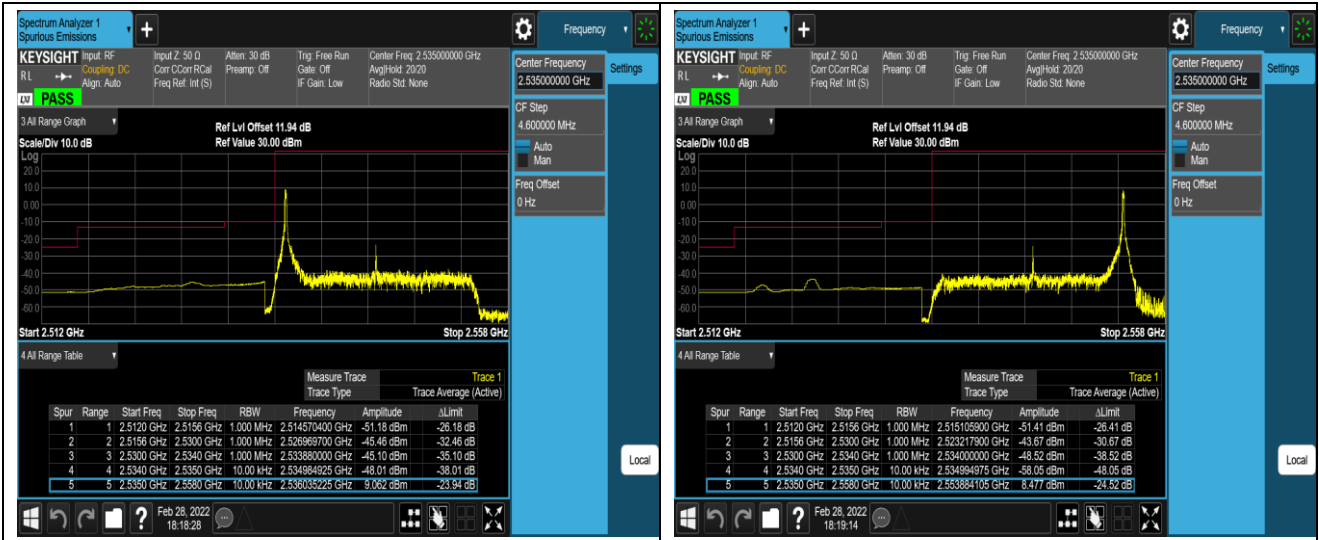 Spectrum Analyzer 1
Spurious Emissions
+
Frequency
KEYSIGHT Input: RF Input Z: 50 Ω Atten: 30 dB Trig: Free Run Center Freq: 2.535000000 GHz
RL Coupling: DC Corr CCorr RCal Preamp: Off Gate: Off Avg|Hold: 20/20
Align: Auto Freq Ref: Int (S) IF Gain: Low Radio Std: None
LXI PASS
Center Frequency
2.535000000 GHz
Settings
CF Step
4.600000 MHz
Auto
Man
Freq Offset
0 Hz
3 All Range Graph
Ref Lvl Offset 11.94 dB
Scale/Div 10.0 dB Ref Value 30.00 dBm
Log
20.0
10.0
0.00
-10.0
-20.0
-30.0
-40.0
-50.0
-60.0
Start 2.512 GHz Stop 2.558 GHz
4 All Range Table
Measure Trace Trace 1
Trace Type Trace Average (Active)
Spur Range Start Freq Stop Freq RBW Frequency Amplitude ΔLimit
1 1 2.5120 GHz 2.5156 GHz 1.000 MHz 2.514570400 GHz -51.18 dBm -26.18 dB
2 2 2.5156 GHz 2.5300 GHz 1.000 MHz 2.526969700 GHz -45.46 dBm -32.46 dB
3 3 2.5300 GHz 2.5340 GHz 1.000 MHz 2.533880000 GHz -45.10 dBm -35.10 dB
4 4 2.5340 GHz 2.5350 GHz 10.00 kHz 2.534984925 GHz -48.01 dBm -38.01 dB
5 5 2.5350 GHz 2.5580 GHz 10.00 kHz 2.536035225 GHz 9.062 dBm -23.94 dB
Local
?
Feb 28, 2022
18:18:28
Spectrum Analyzer 1
Spurious Emissions
+
Frequency
KEYSIGHT Input: RF Input Z: 50 Ω Atten: 30 dB Trig: Free Run Center Freq: 2.535000000 GHz
RL Coupling: DC Corr CCorr RCal Preamp: Off Gate: Off Avg|Hold: 20/20
Align: Auto Freq Ref: Int (S) IF Gain: Low Radio Std: None
LXI PASS
Center Frequency
2.535000000 GHz
Settings
CF Step
4.600000 MHz
Auto
Man
Freq Offset
0 Hz
3 All Range Graph
Ref Lvl Offset 11.94 dB
Scale/Div 10.0 dB Ref Value 30.00 dBm
Log
20.0
10.0
0.00
-10.0
-20.0
-30.0
-40.0
-50.0
-60.0
Start 2.512 GHz Stop 2.558 GHz
4 All Range Table
Measure Trace Trace 1
Trace Type Trace Average (Active)
Spur Range Start Freq Stop Freq RBW Frequency Amplitude ΔLimit
1 1 2.5120 GHz 2.5156 GHz 1.000 MHz 2.515105900 GHz -51.41 dBm -26.41 dB
2 2 2.5156 GHz 2.5300 GHz 1.000 MHz 2.523217900 GHz -43.67 dBm -30.67 dB
3 3 2.5300 GHz 2.5340 GHz 1.000 MHz 2.534000000 GHz -48.52 dBm -38.52 dB
4 4 2.5340 GHz 2.5350 GHz 10.00 kHz 2.534994975 GHz -58.05 dBm -48.05 dB
5 5 2.5350 GHz 2.5580 GHz 10.00 kHz 2.553884105 GHz 8.477 dBm -24.52 dB
Local
?
Feb 28, 2022
18:19:14